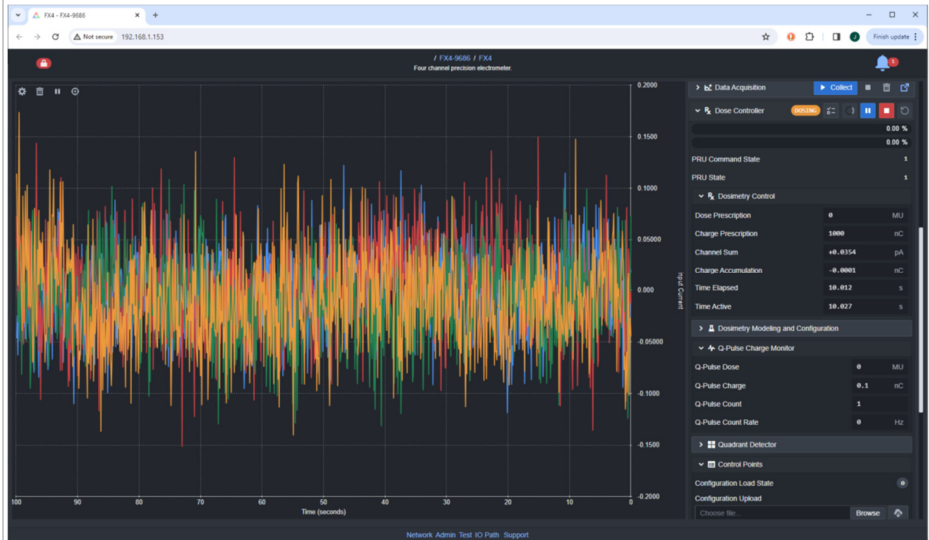 FX4 - FX4-9686
Not secure 192.168.1.153
Finish update
/ FX4-9686 / FX4
Four channel precision electrometer.
1
0.2000
0.1500
0.1000
0.05000
0.000
-0.05000
-0.1000
-0.1500
-0.2000
Input Current
100 90 80 70 60 50 40 30 20 10 0
Time (seconds)
Data Acquisition Collect
Dose Controller DOSING
0.00 %
0.00 %
PRU Command State 1
PRU State 1
Dosimetry Control
Dose Prescription 0 MU
Charge Prescription 1000 nC
Channel Sum +0.0354 pA
Charge Accumulation -0.0001 nC
Time Elapsed 10.012 s
Time Active 10.027 s
Dosimetry Modeling and Configuration
Q-Pulse Charge Monitor
Q-Pulse Dose 0 MU
Q-Pulse Charge 0.1 nC
Q-Pulse Count 1
Q-Pulse Count Rate 0 Hz
Quadrant Detector
Control Points
Configuration Load State
Configuration Upload
Choose file... Browse
Network Admin Test IO Path Support